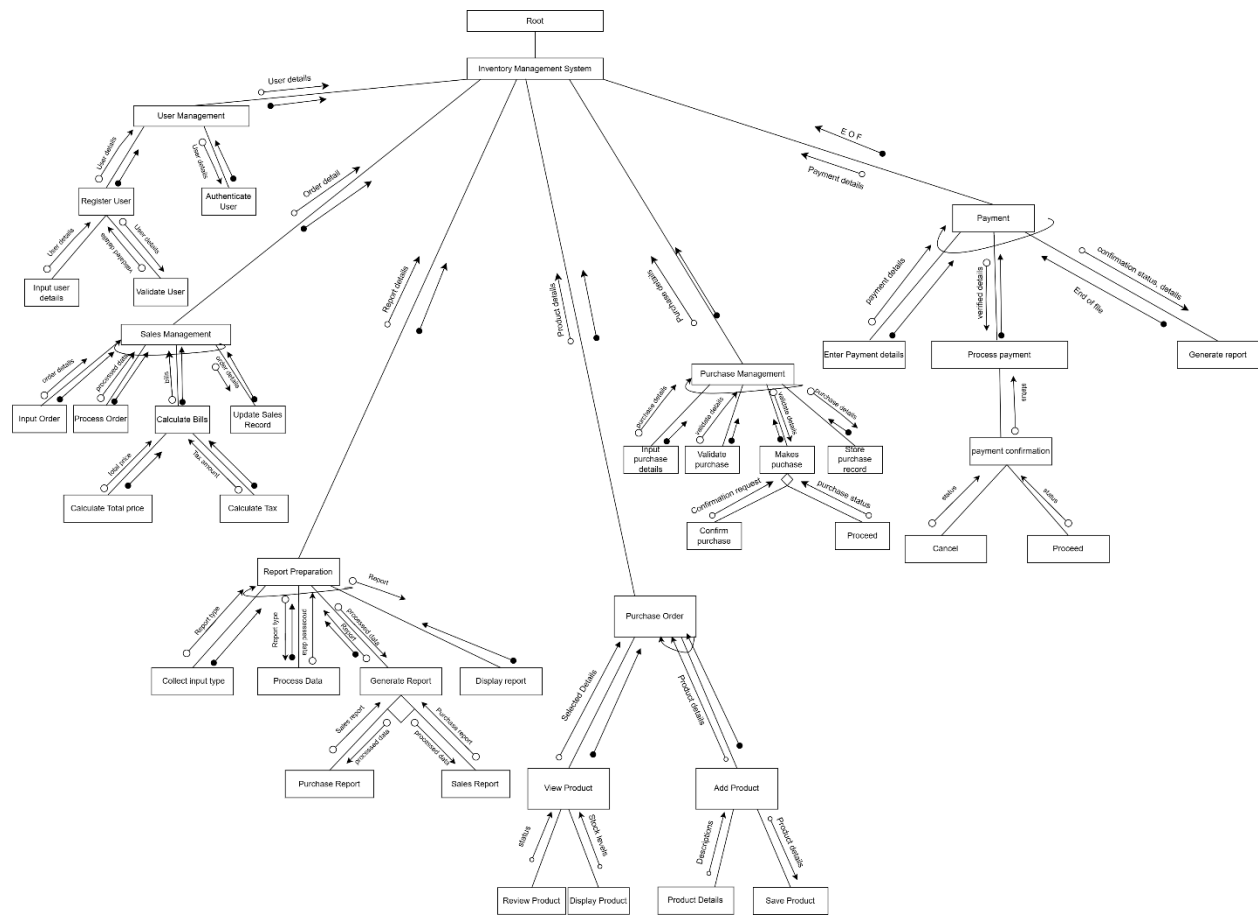 Root
Inventory Management System
User details
User Management
User details
User details
Register User
Authenticate
User
User details
User details
validated details
Input user
details
Validate User
Order detail
Sales Management
order details
processed data
bills
order details
Input Order
Process Order
Calculate Bills
Update Sales
Record
total price
Tax amount
Calculate Total price
Calculate Tax
Report details
Report Preparation
Report type
Report type
processed data
processed data
Report
Report
Collect input type
Process Data
Generate Report
Display report
Sales report
processed data
processed data
Purchase report
Purchase Report
Sales Report
Product details
Purchase Order
Selected Details
Product details
View Product
Add Product
status
Stock levels
Descriptions
Product details
Review Product
Display Product
Product Details
Save Product
Purchase details
Purchase Management
purchase details
validate details
validate details
purchase details
Input
purchase details
Validate
purchase
Makes
puchase
Store
purchase
record
Confirmation request
purchase status
Confirm
purchase
Proceed
E O F
Payment details
Payment
payment details
verified details
confirmation status, details
End of file
Enter Payment details
Process payment
Generate report
status
payment confirmation
status
status
Cancel
Proceed